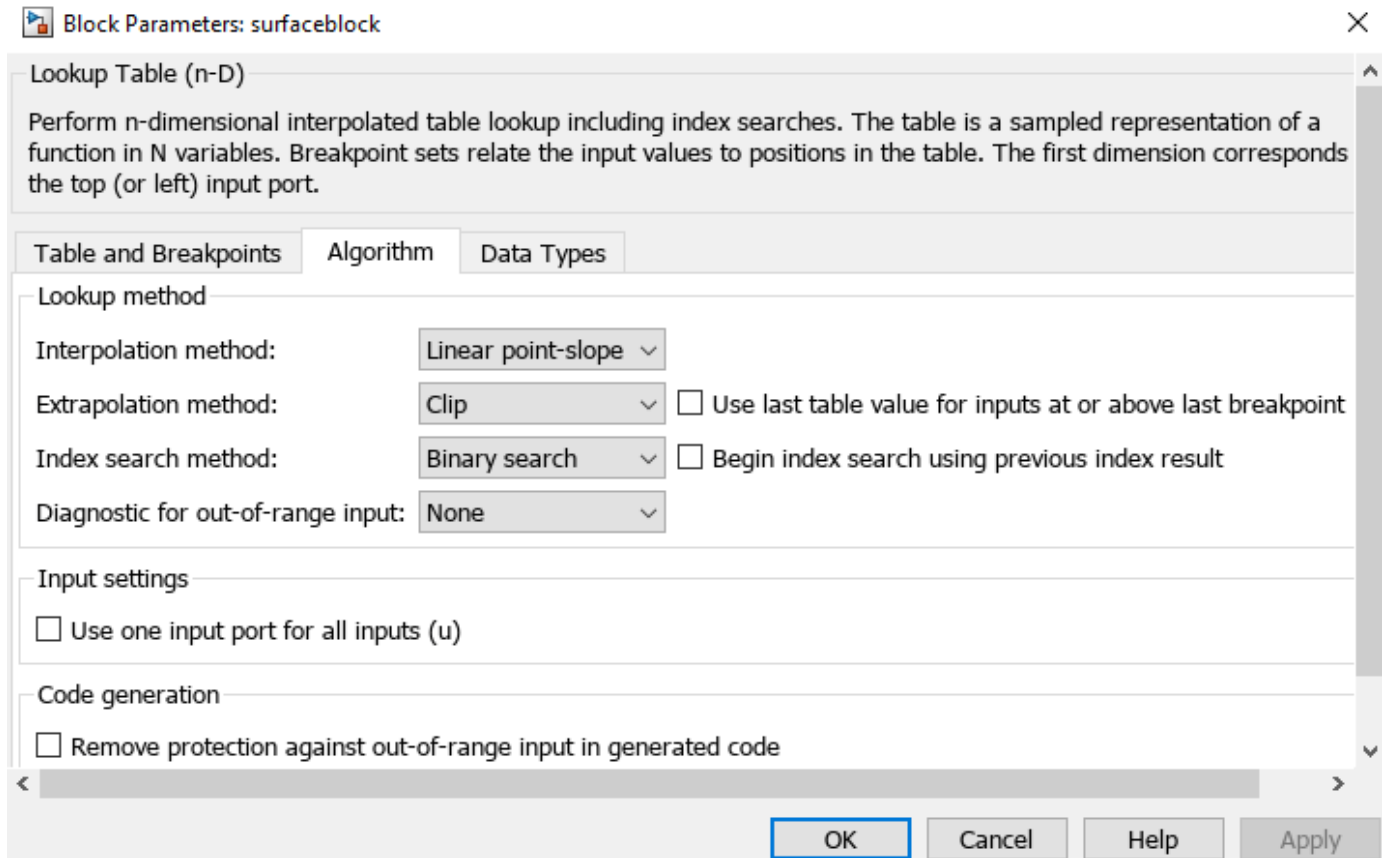 Block Parameters: surfaceblock
Lookup Table (n-D)
Perform n-dimensional interpolated table lookup including index searches. The table is a sampled representation of a
function in N variables. Breakpoint sets relate the input values to positions in the table. The first dimension corresponds
the top (or left) input port.
Table and Breakpoints Algorithm Data Types
Lookup method
Interpolation method: Linear point-slope
Extrapolation method: Clip Use last table value for inputs at or above last breakpoint
Index search method: Binary search Begin index search using previous index result
Diagnostic for out-of-range input: None
Input settings
Use one input port for all inputs (u)
Code generation
Remove protection against out-of-range input in generated code
OK Cancel Help Apply